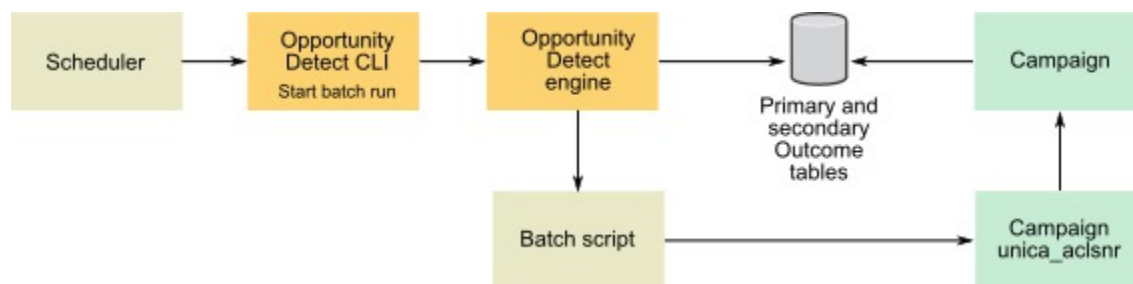 Scheduler
Opportunity
Detect CLI
Start batch run
Opportunity
Detect
engine
Primary and
secondary
Outcome
tables
Campaign
Batch script
Campaign
unica_aclsnr